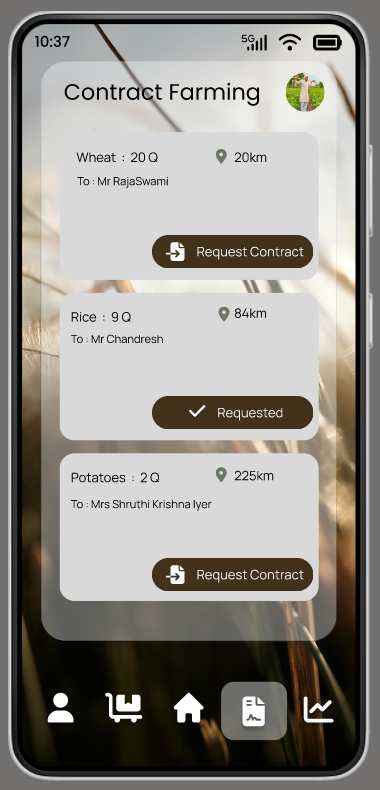 10:37 5G
Contract Farming
Wheat : 20 Q 20km
To : Mr RajaSwami
Request Contract
Rice : 9 Q 84km
To : Mr Chandresh
Requested
Potatoes : 2 Q 225km
To : Mrs Shruthi Krishna Iyer
Request Contract